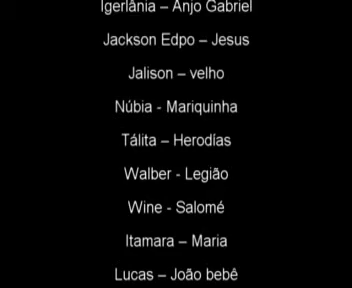 Igerlânia – Anjo Gabriel
Jackson Edpo – Jesus
Jalison – velho
Núbia - Mariquinha
Tálita – Herodías
Walber - Legião
Wine - Salomé
Itamara – Maria
Lucas – João bebê